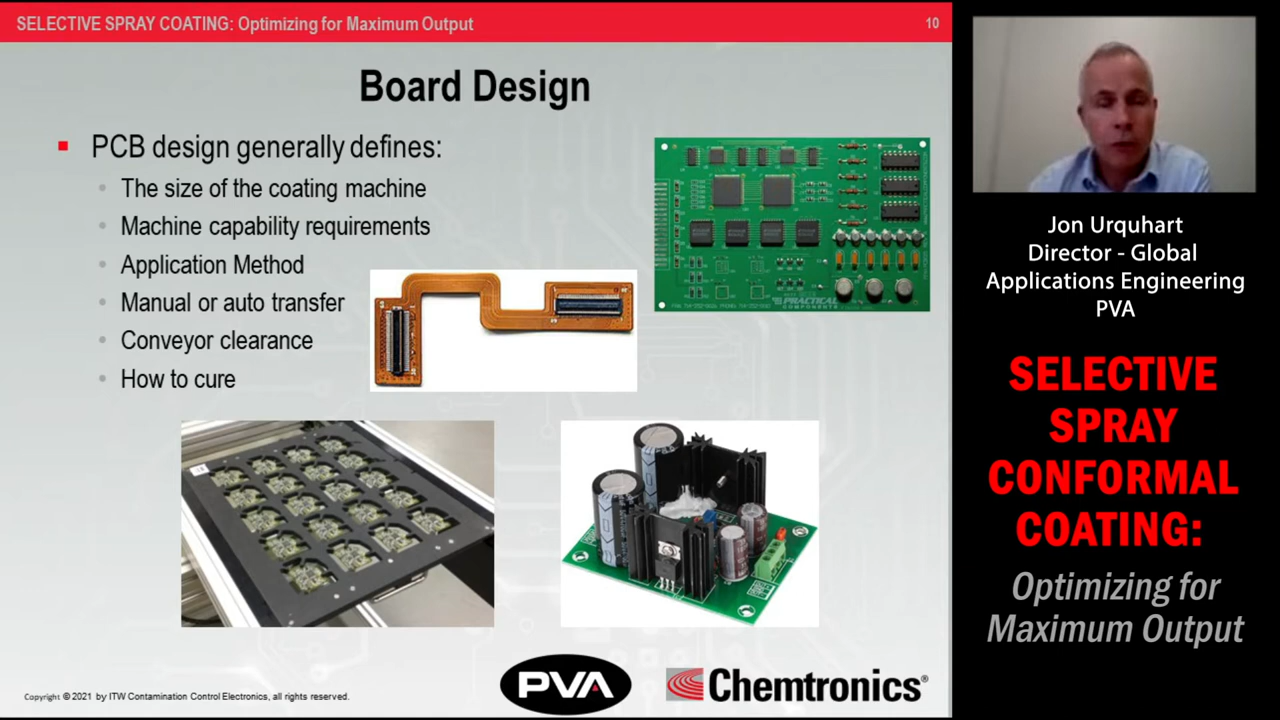 SELECTIVE SPRAY COATING: Optimizing for Maximum Output
10
Board Design
PCB design generally defines:
The size of the coating machine
Machine capability requirements
Application Method
Manual or auto transfer
Conveyor clearance
How to cure
PRACTICAL
COMPONENTS
Copyright © 2021 by ITW Contamination Control Electronics, all rights reserved.
PVA
Chemtronics®
Jon Urquhart
Director - Global
Applications Engineering
PVA
SELECTIVE
SPRAY
CONFORMAL
COATING:
Optimizing for
Maximum Output